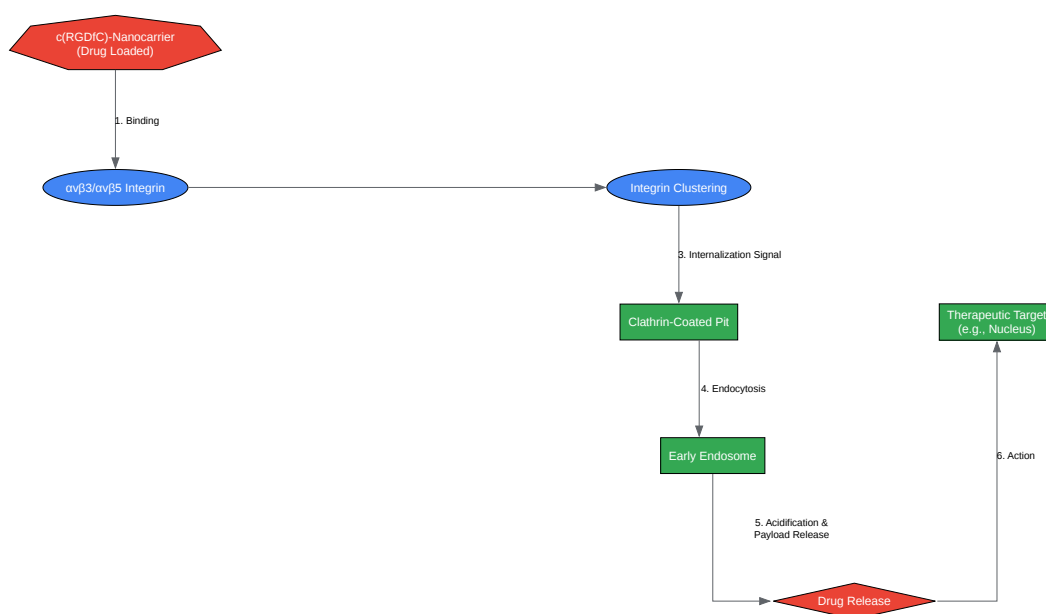 c(RGDfC)-Nanocarrier
(Drug Loaded)
1. Binding
αvβ3/αvβ5 Integrin
Integrin Clustering
3. Internalization Signal
Clathrin-Coated Pit
Therapeutic Target
(e.g., Nucleus)
4. Endocytosis
Early Endosome
6. Action
5. Acidification &
Payload Release
Drug Release